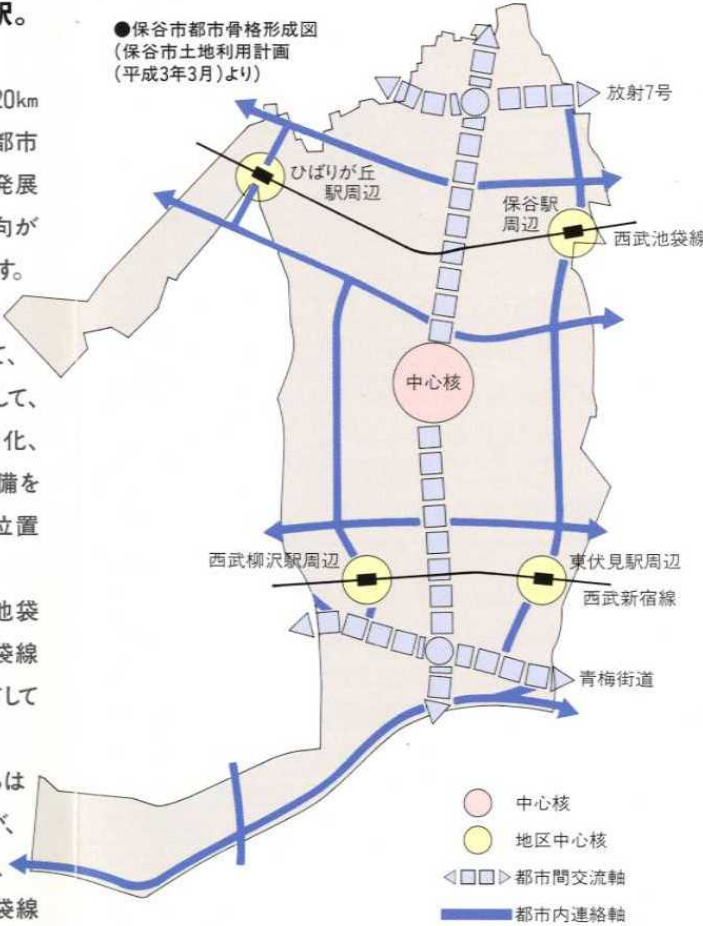 駅。
20km
都市
発展
向が
す。
て、
して、
化、
備を
位置
池袋
袋線
して
は
、
袋線
●保谷市都市骨格形成図
(保谷市土地利用計画
(平成3年3月)より)
放射7号
ひばりが丘
駅周辺
保谷駅
周辺
西武池袋線
中心核
西武柳沢駅周辺
東伏見駅周辺
西武新宿線
青梅街道
中心核
地区中心核
都市間交流軸
都市内連絡軸